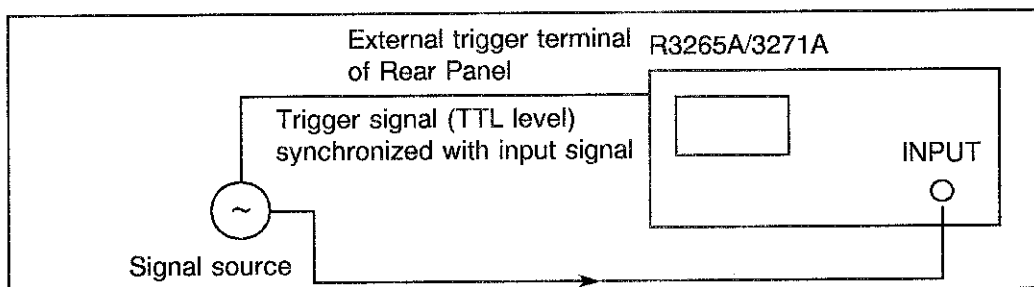 External trigger terminal
of Rear Panel
R3265A/3271A
Trigger signal (TTL level)
synchronized with input signal
INPUT
~
Signal source